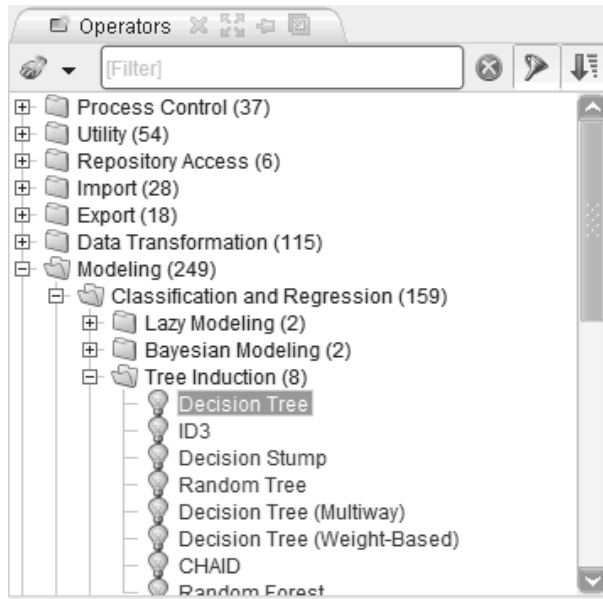 Operators
[Filter]
Process Control (37)
Utility (54)
Repository Access (6)
Import (28)
Export (18)
Data Transformation (115)
Modeling (249)
Classification and Regression (159)
Lazy Modeling (2)
Bayesian Modeling (2)
Tree Induction (8)
Decision Tree
ID3
Decision Stump
Random Tree
Decision Tree (Multiway)
Decision Tree (Weight-Based)
CHAID
Random Forest